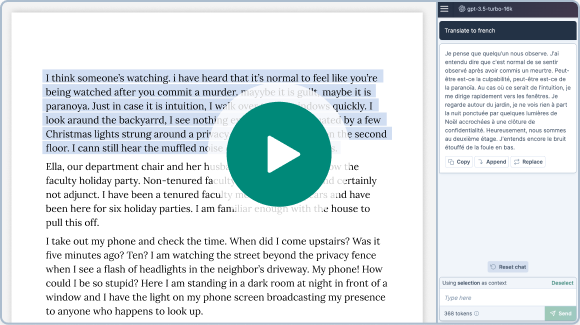 I think someone's watching. i have heard that it's normal to feel like you're
being watched after you commit a murder. mayybe it is guilt, maybe it is
paranoya. Just in case it is intuition, I walk over windows quickly. I
look araund the backyarrd, I see nothing ated by a few
Christmas lights strung around a privacy on the second
floor. I cann still hear the muffled noise
Ella, our department chair and her husb w the
faculty holiday party. Non-tenured faculty certainly
not adjunct. I have been a tenured faculty ars and have
been here for six holiday parties. I am familiar enough with the house to
pull this off.
I take out my phone and check the time. When did I come upstairs? Was it
five minutes ago? Ten? I am watching the street beyond the privacy fence
when I see a flash of headlights in the neighbor's driveway. My phone! How
could I be so stupid? Here I am standing in a dark room at night in front of a
window and I have the light on my phone screen broadcasting my presence
to anyone who happens to look up.
gpt-3.5-turbo-16k
Translate to french
Je pense que quelqu'un nous observe. J'ai
entendu dire que c'est normal de se sentir
observé après avoir commis un meurtre. Peut-
être est-ce la culpabilité, peut-être est-ce de
la paranoïa. Au cas où ce serait de l'intuition, je
me dirige rapidement vers les fenêtres. Je
regarde autour du jardin, je ne vois rien à part
la nuit ponctuée par quelques lumières de
Noël accrochées à une clôture de
confidentialité. Heureusement, nous sommes
au deuxième étage. J'entends encore le bruit
étouffé de la foule en bas.
Copy Append Replace
Reset chat
Using selection as context Deselect
Type here
368 tokens Send